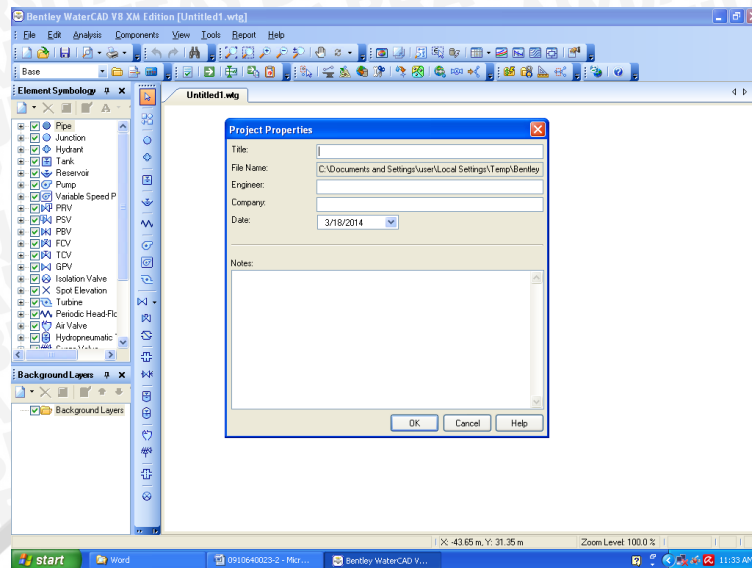 Bentley WaterCAD V8 XM Edition [Untitled1.wtg]
File Edit Analysis Components View Tools Report Help
Base
Element Symbology
Untitled1.wtg
Pipe
Junction
Hydrant
Tank
Reservoir
Pump
Variable Speed P
PRV
PSV
PBV
FCV
TCV
GPV
Isolation Valve
Spot Elevation
Turbine
Periodic Head-Flc
Air Valve
Hydropneumatic
Background Layers
Background Layers
Project Properties
Title:
File Name: C:\Documents and Settings\user\Local Settings\Temp\Bentley
Engineer:
Company:
Date: 3/18/2014
Notes:
OK Cancel Help
X: -43.65 m, Y: 31.35 m Zoom Level: 100.0 %
start Word 0910640023-2 - Micr... Bentley WaterCAD V... 11:33 AM